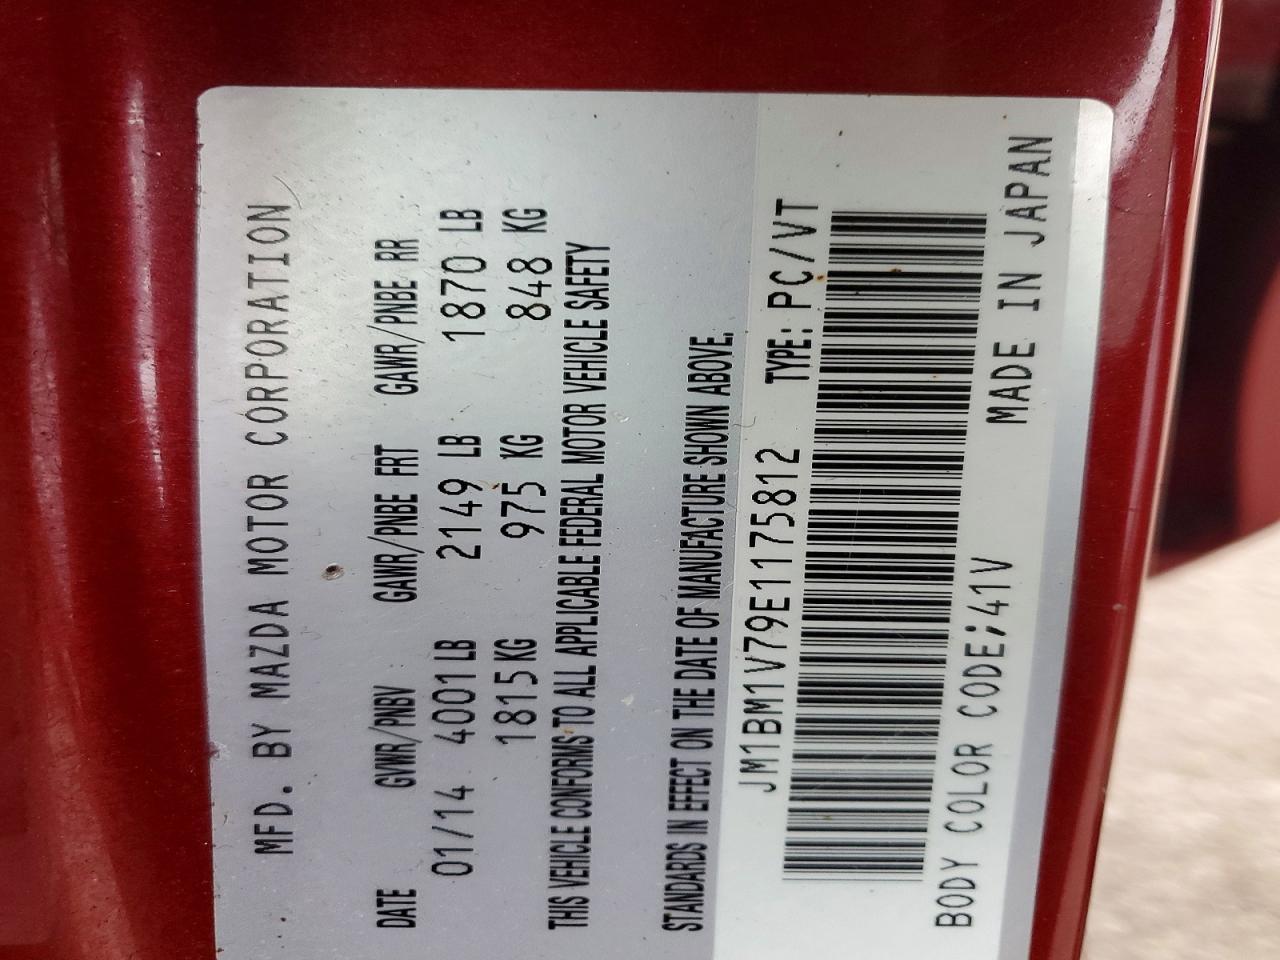 MFD. BY MAZDA MOTOR CORPORATION
DATE GVWR/PNBV GAWR/PNBE FRT GAWR/PNBE RR
01/14 4001 LB 2149 LB 1870 LB
1815 KG 975 KG 848 KG
THIS VEHICLE CONFORMS TO ALL APPLICABLE FEDERAL MOTOR VEHICLE SAFETY
STANDARDS IN EFFECT ON THE DATE OF MANUFACTURE SHOWN ABOVE.
JM1BM1V79E1175812 TYPE: PC/VT
BODY COLOR CODE;41V MADE IN JAPAN